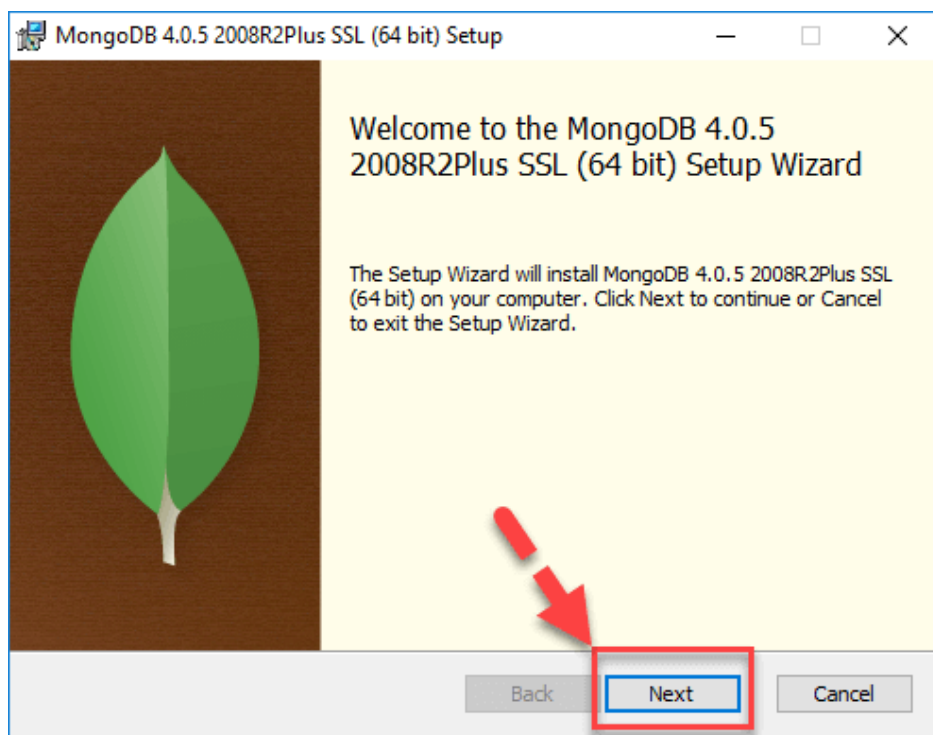 MongoDB 4.0.5 2008R2Plus SSL (64 bit) Setup
Welcome to the MongoDB 4.0.5
2008R2Plus SSL (64 bit) Setup Wizard
The Setup Wizard will install MongoDB 4.0.5 2008R2Plus SSL
(64 bit) on your computer. Click Next to continue or Cancel
to exit the Setup Wizard.
Back Next Cancel